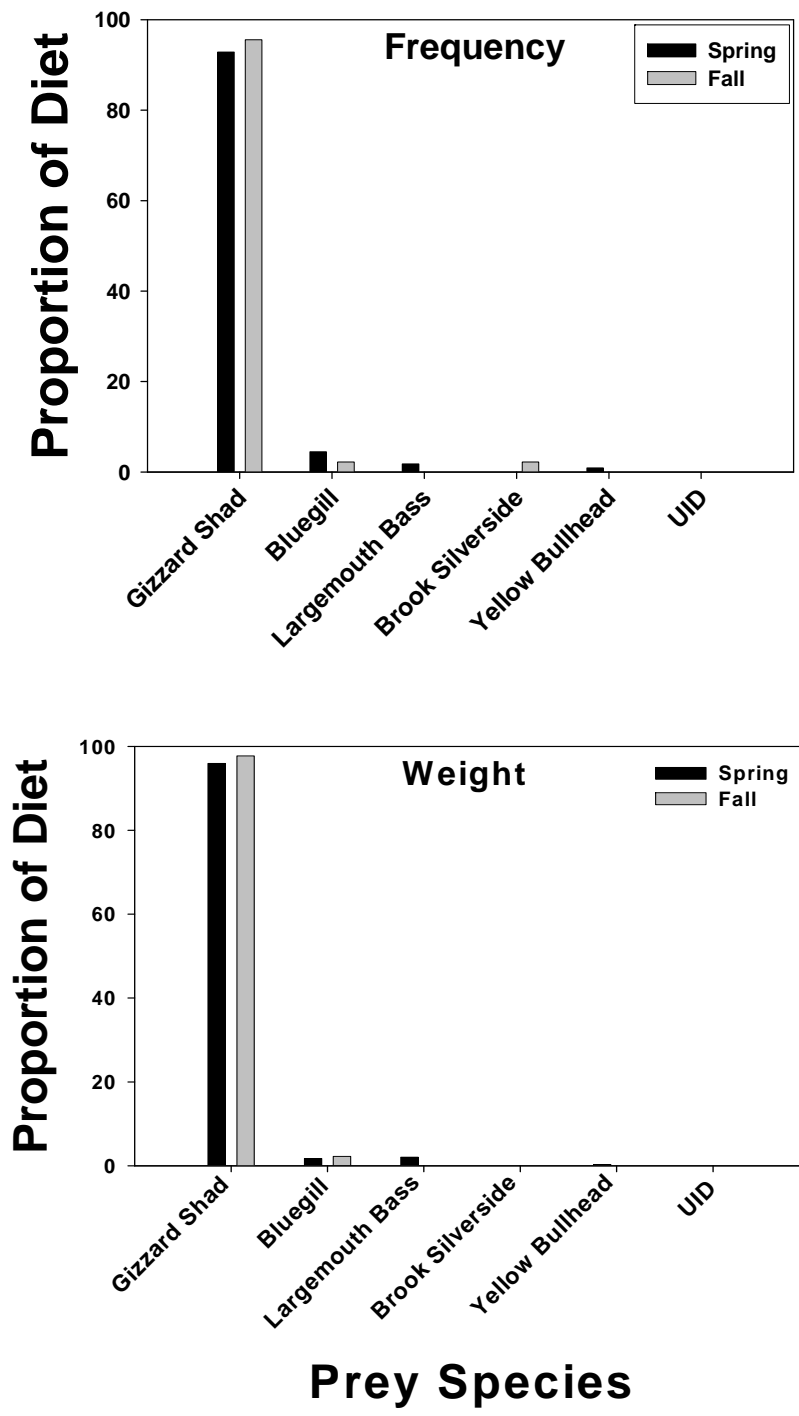 Frequency
Spring
Fall
Proportion of Diet
100
80
60
40
20
0
Gizzard Shad
Bluegill
Largemouth Bass
Brook Silverside
Yellow Bullhead
UID
Weight
Spring
Fall
Proportion of Diet
100
80
60
40
20
0
Gizzard Shad
Bluegill
Largemouth Bass
Brook Silverside
Yellow Bullhead
UID
Prey Species